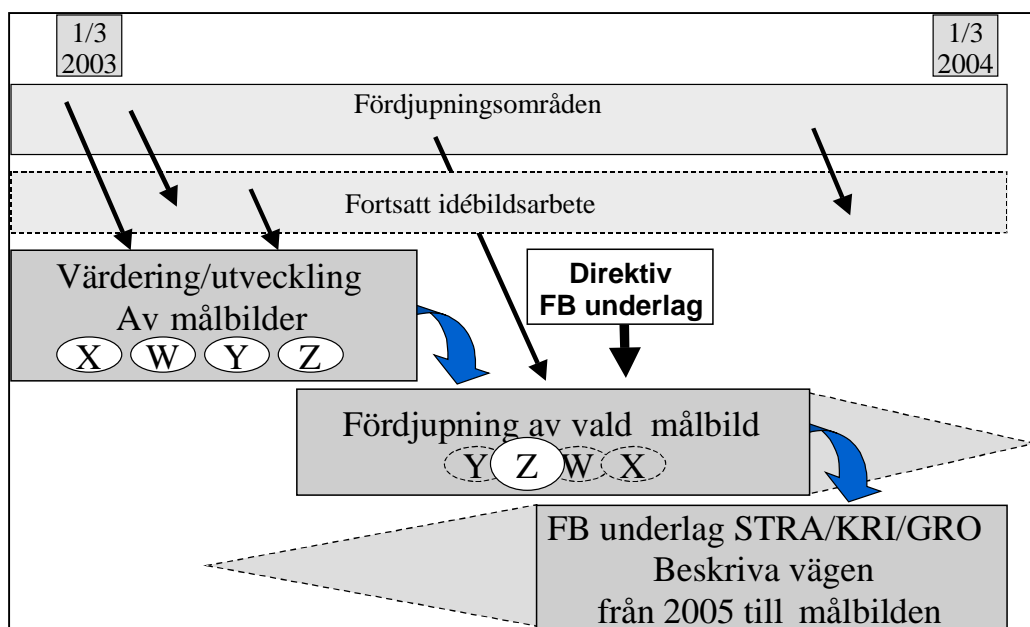 1/3
2003
1/3
2004
Fördjupningsområden
Fortsatt idébildsarbete
Värdering/utveckling
Av målbilder
X W Y Z
Direktiv
FB underlag
Fördjupning av vald målbild
Y Z W X
FB underlag STRA/KRI/GRO
Beskriva vägen
från 2005 till målbilden